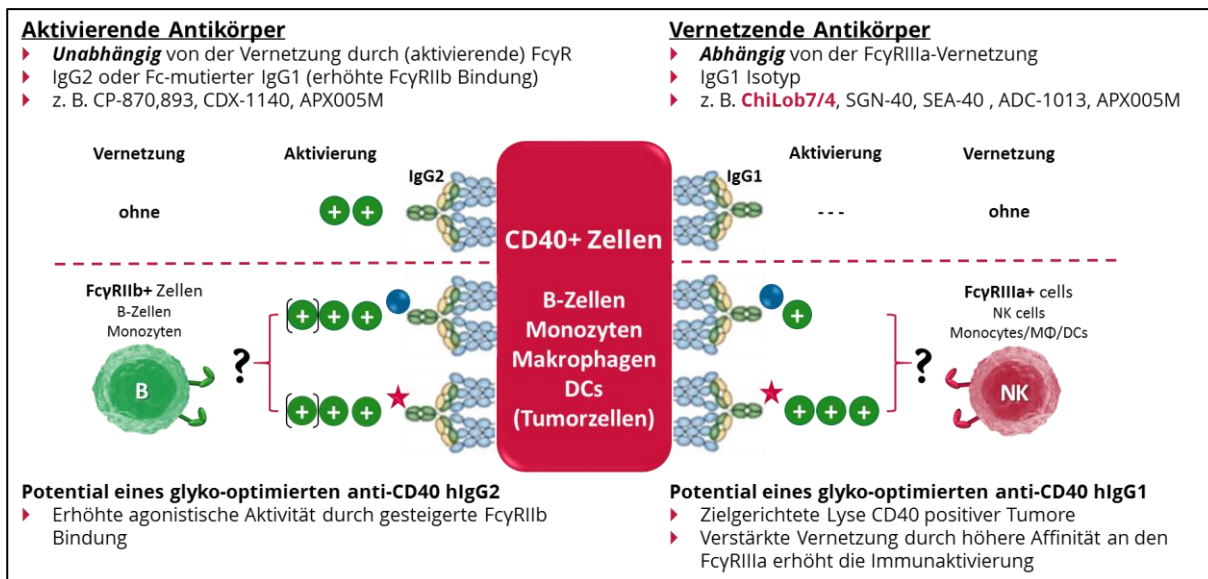 Aktivierende Antikörper
Unabhängig von der Vernetzung durch (aktivierende) FcγR
IgG2 oder Fc-mutierter IgG1 (erhöhte FcγRIIb Bindung)
z. B. CP-870,893, CDX-1140, APX005M
Vernetzende Antikörper
Abhängig von der FcγRIIIa-Vernetzung
IgG1 Isotyp
z. B. ChiLob7/4, SGN-40, SEA-40 , ADC-1013, APX005M
Vernetzung
Aktivierung
IgG2
IgG1
Aktivierung
Vernetzung
ohne
+ +
- - -
ohne
CD40+ Zellen
B-Zellen
Monozyten
Makrophagen
DCs
(Tumorzellen)
FcγRIIb+ Zellen
B-Zellen
Monozyten
B
?
(+) + +
(+) + +
+
+ + +
?
FcγRIIIa+ cells
NK cells
Monocytes/MΦ/DCs
NK
Potential eines glyko-optimierten anti-CD40 hIgG2
Erhöhte agonistische Aktivität durch gesteigerte FcγRIIb
Bindung
Potential eines glyko-optimierten anti-CD40 hIgG1
Zielgerichtete Lyse CD40 positiver Tumore
Verstärkte Vernetzung durch höhere Affinität an den
FcγRIIIa erhöht die Immunaktivierung